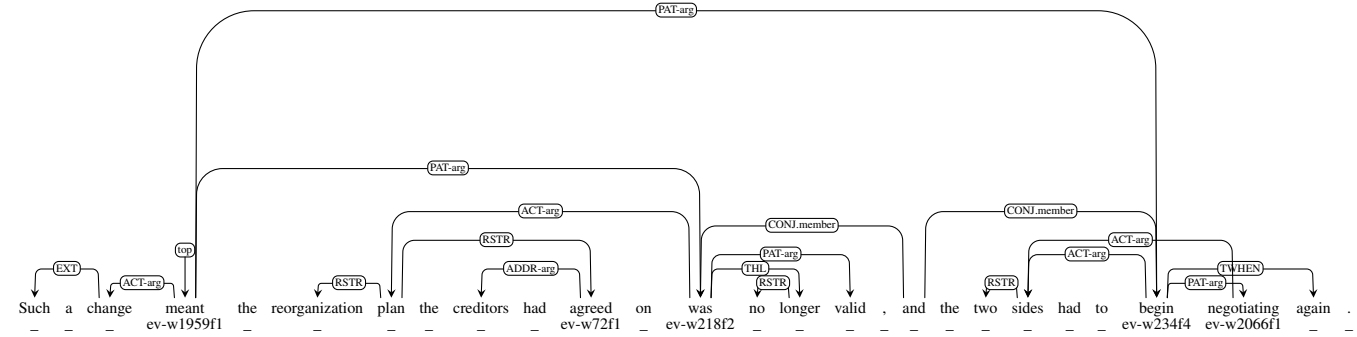 PAT-arg
PAT-arg
ACT-arg CONJ.member
CONJ.member
top RSTR ACT-arg
PAT-arg ACT-arg
EXT ADDR-arg THL TWHEN
ACT-arg RSTR RSTR RSTR PAT-arg
Such a change meant the reorganization plan the creditors had agreed on was no longer valid , and the two sides had to begin negotiating again .
_ _ _ ev-w1959f1 _ _ _ _ _ _ ev-w72f1 _ ev-w218f2 _ _ _ _ _ _ _ _ _ _ ev-w234f4 ev-w2066f1 _ _